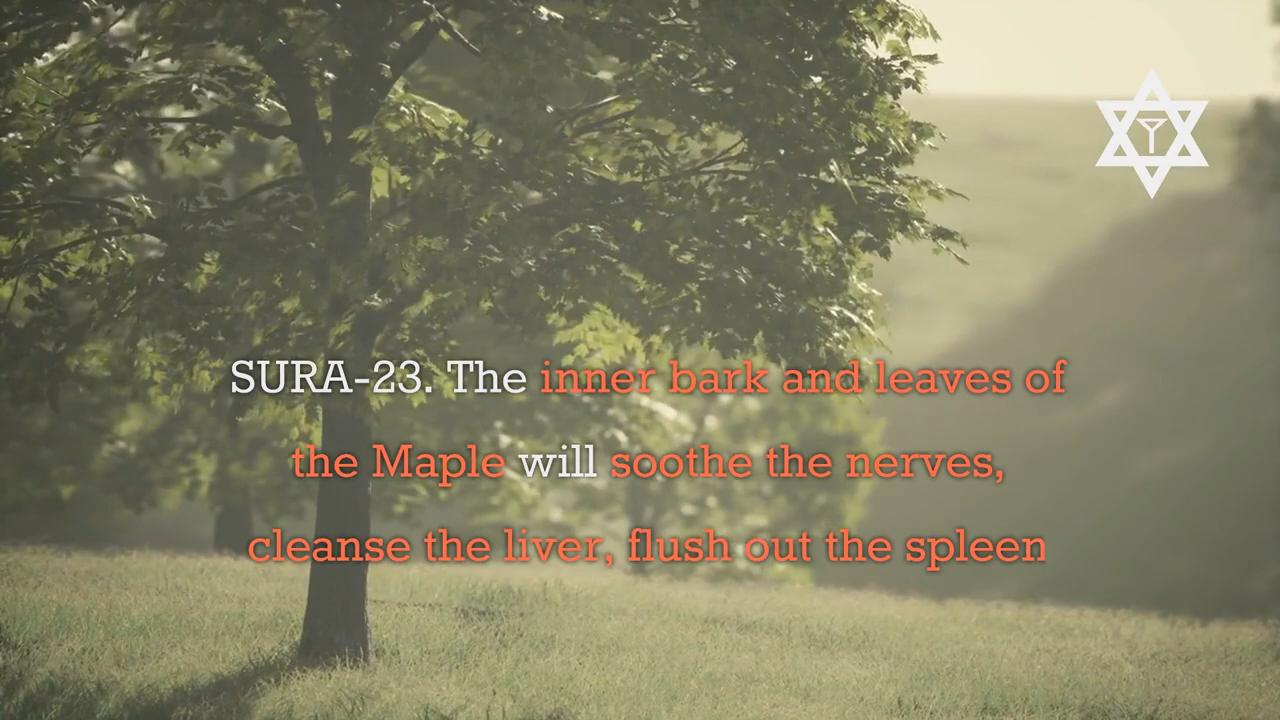 SURA-23. The inner bark and leaves of
the Maple will soothe the nerves,
cleanse the liver, flush out the spleen